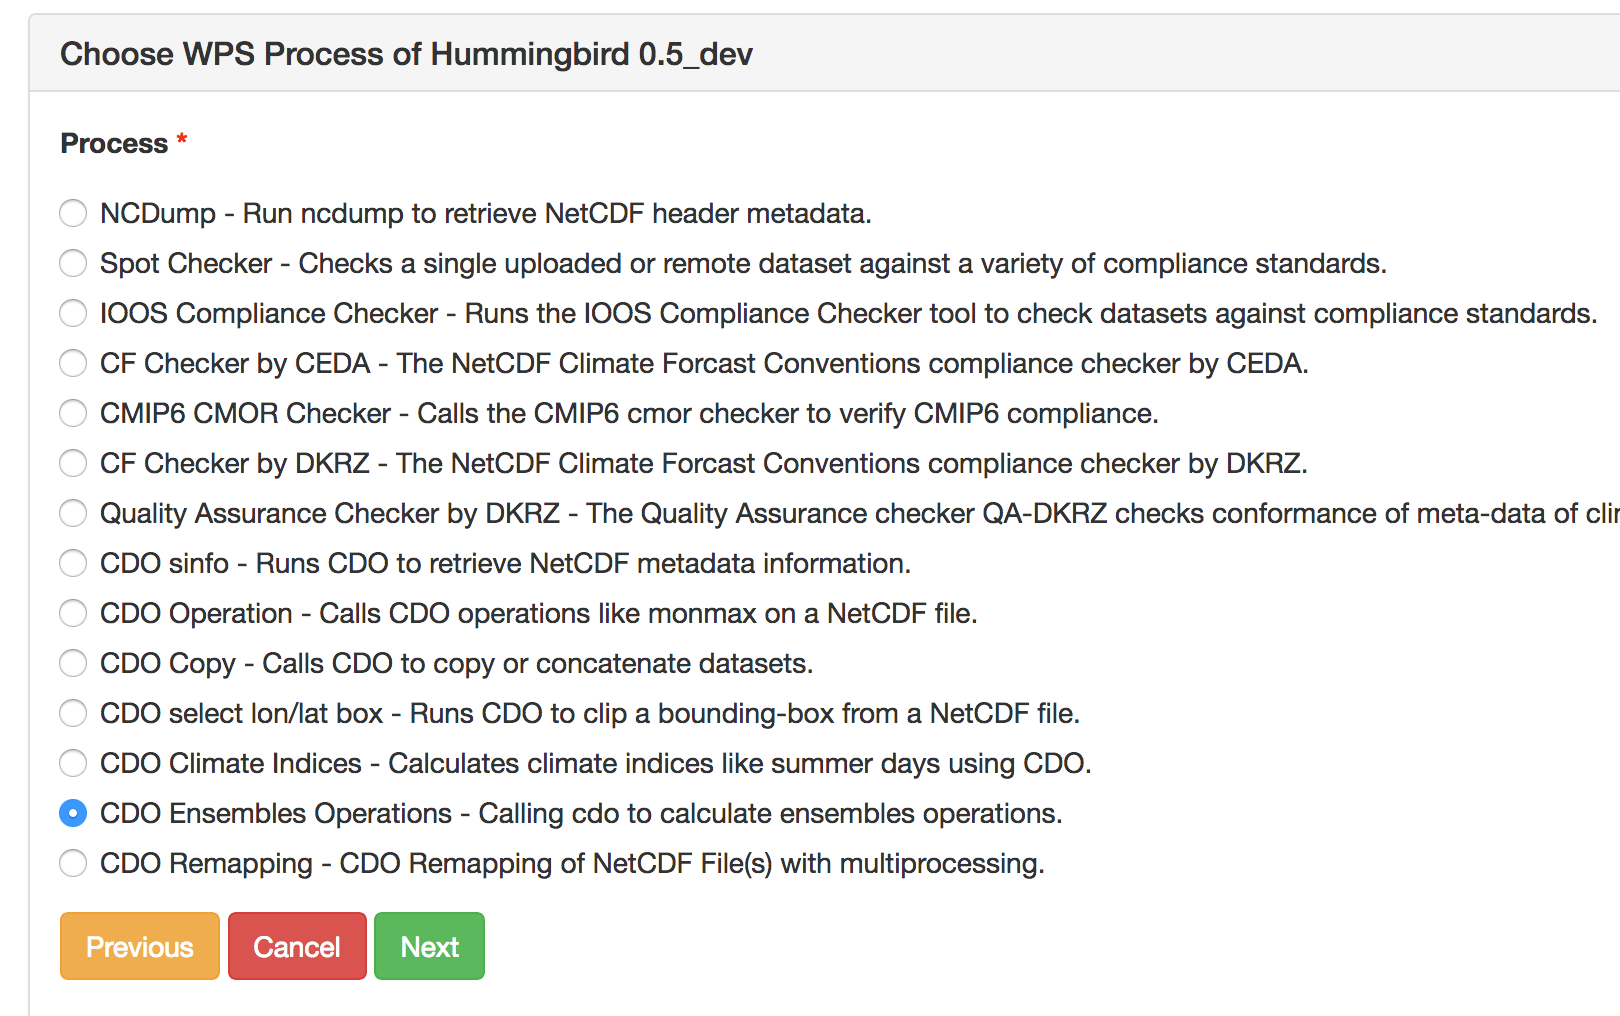 Choose WPS Process of Hummingbird 0.5_dev
Process *
NCDump - Run ncdump to retrieve NetCDF header metadata.
Spot Checker - Checks a single uploaded or remote dataset against a variety of compliance standards.
IOOS Compliance Checker - Runs the IOOS Compliance Checker tool to check datasets against compliance standards.
CF Checker by CEDA - The NetCDF Climate Forcast Conventions compliance checker by CEDA.
CMIP6 CMOR Checker - Calls the CMIP6 cmor checker to verify CMIP6 compliance.
CF Checker by DKRZ - The NetCDF Climate Forcast Conventions compliance checker by DKRZ.
Quality Assurance Checker by DKRZ - The Quality Assurance checker QA-DKRZ checks conformance of meta-data of
CDO sinfo - Runs CDO to retrieve NetCDF metadata information.
CDO Operation - Calls CDO operations like monmax on a NetCDF file.
CDO Copy - Calls CDO to copy or concatenate datasets.
CDO select lon/lat box - Runs CDO to clip a bounding-box from a NetCDF file.
CDO Climate Indices - Calculates climate indices like summer days using CDO.
CDO Ensembles Operations - Calling cdo to calculate ensembles operations.
CDO Remapping - CDO Remapping of NetCDF File(s) with multiprocessing.
Previous Cancel Next